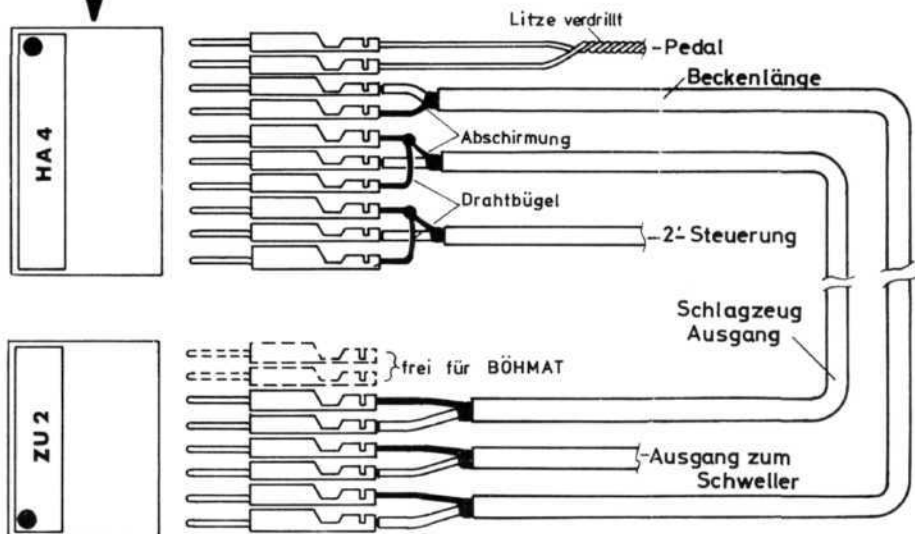 Litze verdrillt
Pedal
Beckenlänge
HA 4
Abschirmung
Drahtbügel
2'-Steuerung
Schlagzeug
Ausgang
frei für BÖHMAT
ZU 2
Ausgang zum
Schweller